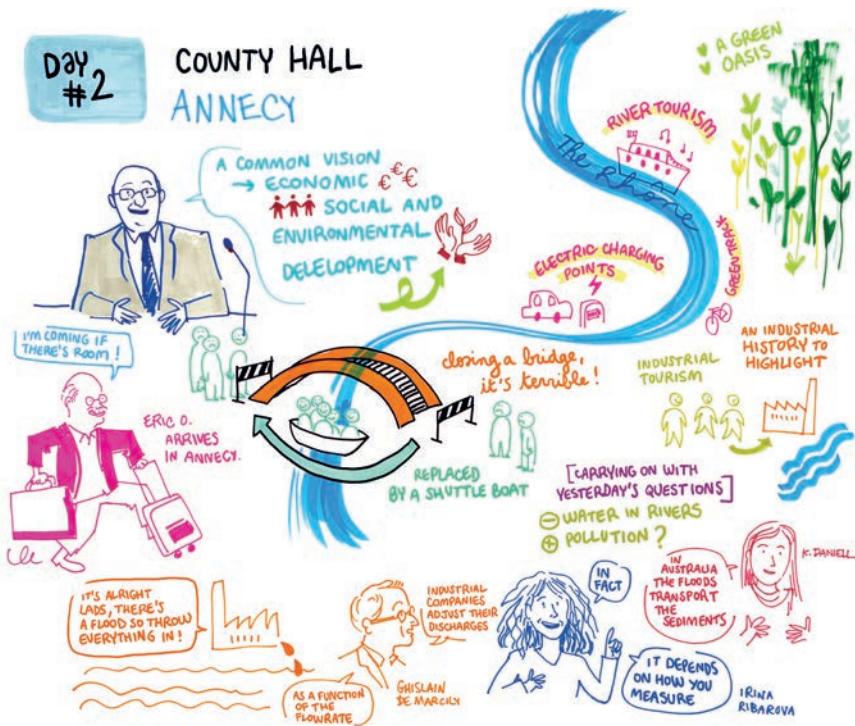 DAY
#2
COUNTY HALL
ANNECY
A COMMON VISION
→ ECONOMIC €€€
SOCIAL AND
ENVIRONMENTAL
DELELOPMENT
The Rhône
RIVER TOURISM
A GREEN
OASIS
ELECTRIC CHARGING
POINTS
GREEN TRACK
I'M COMING IF
THERE'S ROOM !
ERIC O.
ARRIVES
IN ANNECY.
closing a bridge,
it's terrible !
REPLACED
BY A SHUTTLE BOAT
INDUSTRIAL
TOURISM
AN INDUSTRIAL
HISTORY TO
HIGHLIGHT
[CARRYING ON WITH
YESTERDAY'S QUESTIONS]
- WATER IN RIVERS
+ POLLUTION ?
IT'S ALRIGHT
LADS, THERE'S
A FLOOD SO THROW
EVERYTHING IN !
INDUSTRIAL
COMPANIES
ADJUST THEIR
DISCHARGES
AS A FUNCTION
OF THE
FLOWRATE
GHISLAIN
DE MARCILY
IN
FACT
IT DEPENDS
ON HOW YOU
MEASURE
IRINA
RIBAROVA
IN
AUSTRALIA
THE FLOODS
TRANSPORT
THE
SEDIMENTS
K. DANIELL